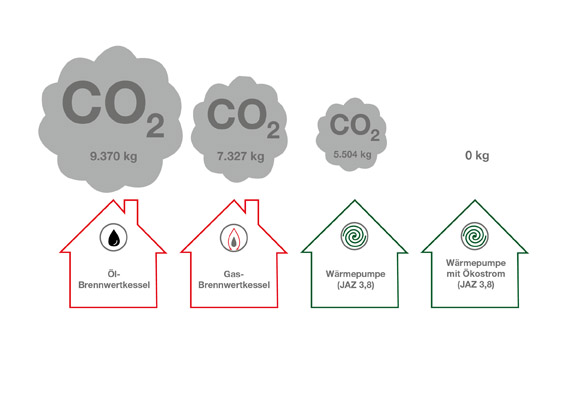 CO2
9.370 kg
CO2
7.327 kg
CO2
5.504 kg
0 kg
Öl-
Brennwertkessel
Gas-
Brennwertkessel
Wärmepumpe
(JAZ 3,8)
Wärmepumpe
mit Ökostrom
(JAZ 3,8)